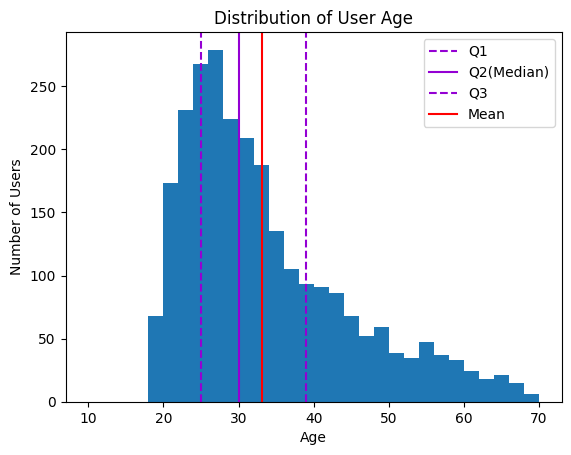 Distribution of User Age
Q1
Q2(Median)
Q3
Mean
Number of Users
250
200
150
100
50
0
10 20 30 40 50 60 70
Age